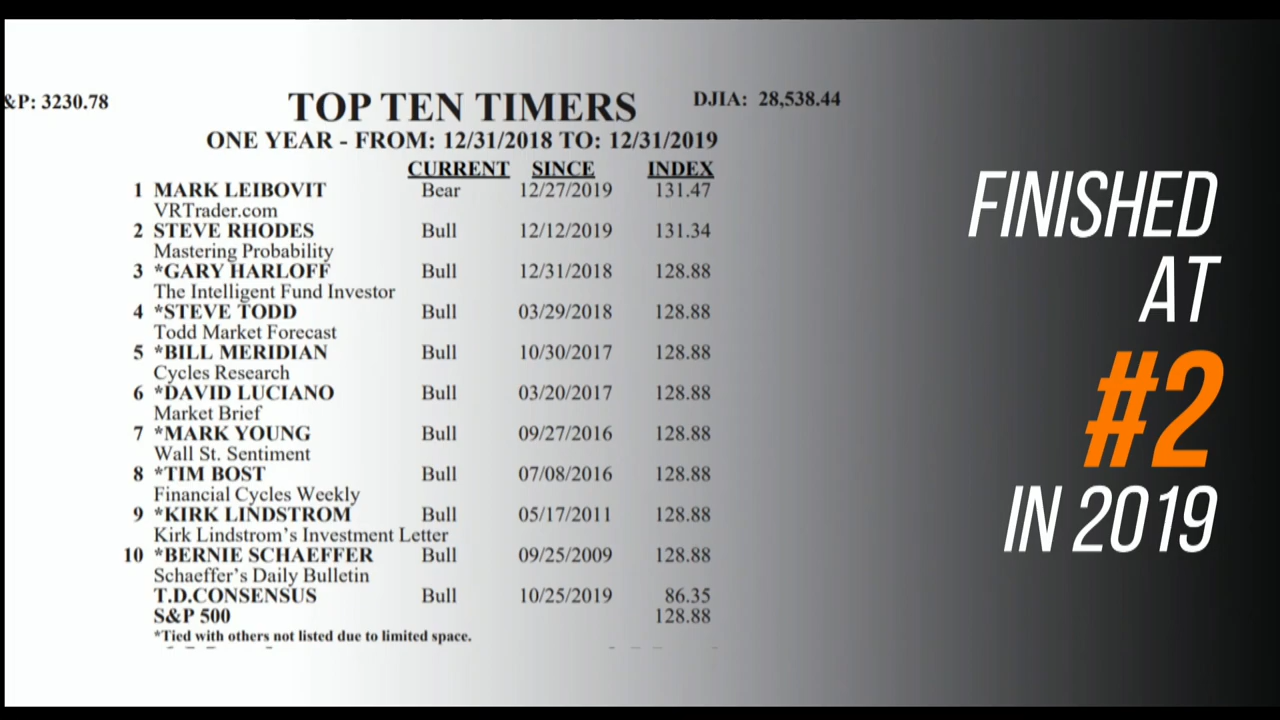 &P: 3230.78
TOP TEN TIMERS
DJIA: 28,538.44
ONE YEAR - FROM: 12/31/2018 TO: 12/31/2019
CURRENT SINCE INDEX
1 MARK LEIBOVIT Bear 12/27/2019 131.47
VRTrader.com
2 STEVE RHODES Bull 12/12/2019 131.34
Mastering Probability
3 *GARY HARLOFF Bull 12/31/2018 128.88
The Intelligent Fund Investor
4 *STEVE TODD Bull 03/29/2018 128.88
Todd Market Forecast
5 *BILL MERIDIAN Bull 10/30/2017 128.88
Cycles Research
6 *DAVID LUCIANO Bull 03/20/2017 128.88
Market Brief
7 *MARK YOUNG Bull 09/27/2016 128.88
Wall St. Sentiment
8 *TIM BOST Bull 07/08/2016 128.88
Financial Cycles Weekly
9 *KIRK LINDSTROM Bull 05/17/2011 128.88
Kirk Lindstrom's Investment Letter
10 *BERNIE SCHAEFFER Bull 09/25/2009 128.88
Schaeffer's Daily Bulletin
T.D.CONSENSUS Bull 10/25/2019 86.35
S&P 500 128.88
*Tied with others not listed due to limited space.
FINISHED
AT
#2
IN 2019